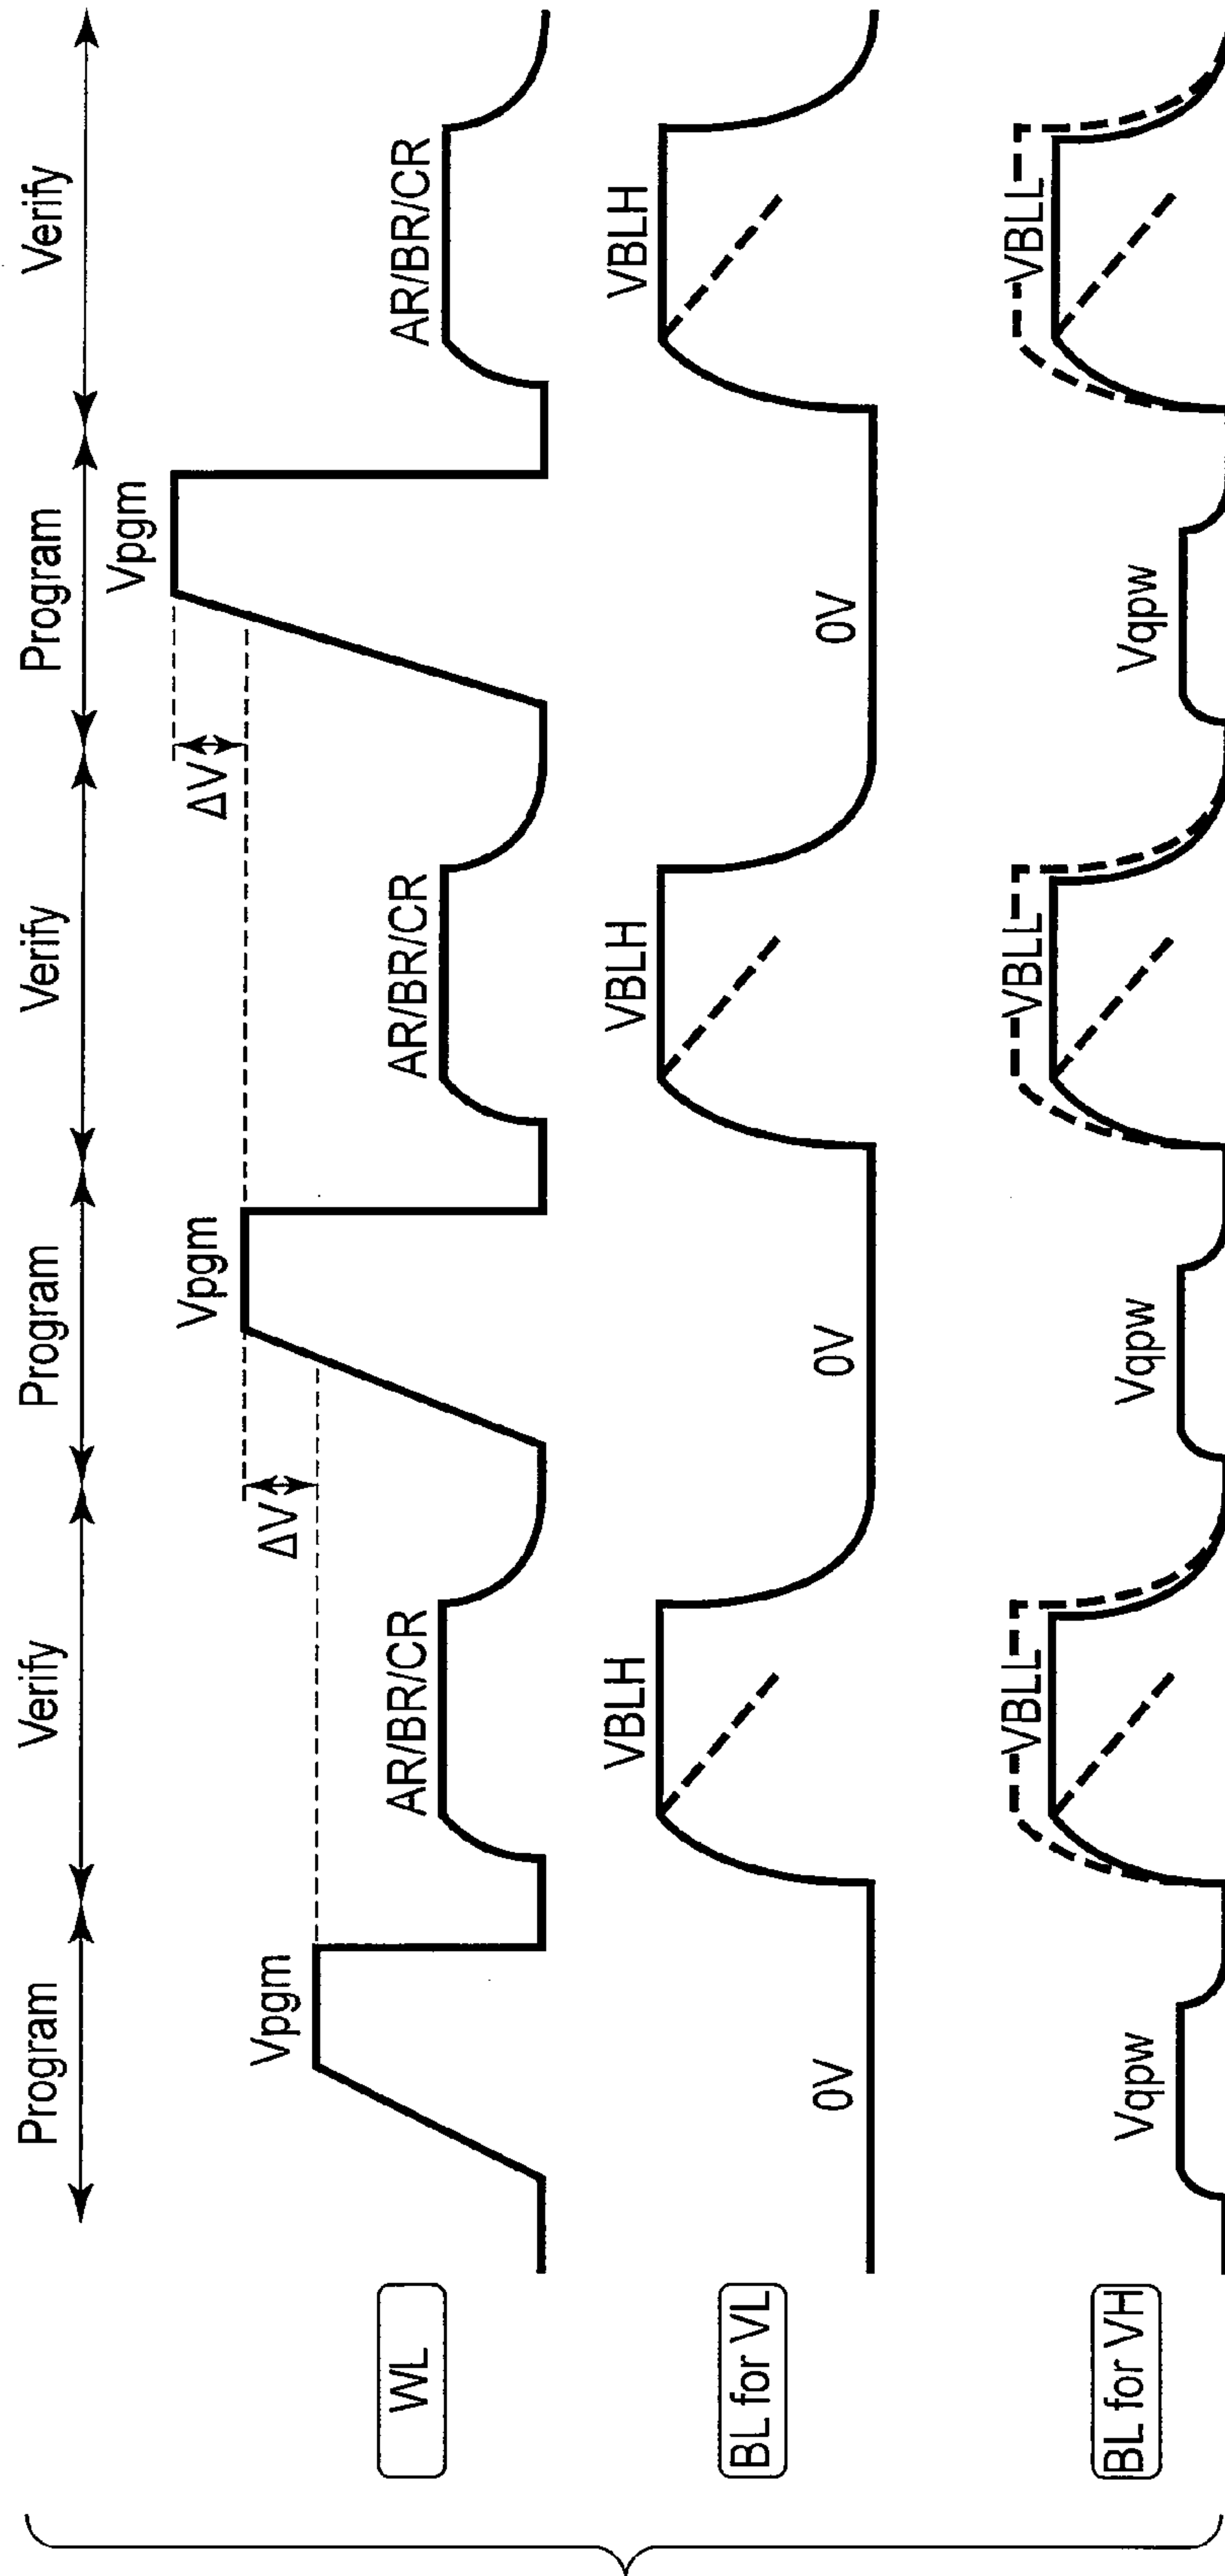 Program Verify Program Verify Program Verify
WL
Vpgm
AR/BR/CR
ΔV
Vpgm
AR/BR/CR
ΔV
Vpgm
AR/BR/CR
BL for VL
0V
VBLH
0V
VBLH
0V
VBLH
BL for VH
Vqpw
VBLL
Vqpw
VBLL
Vqpw
VBLL